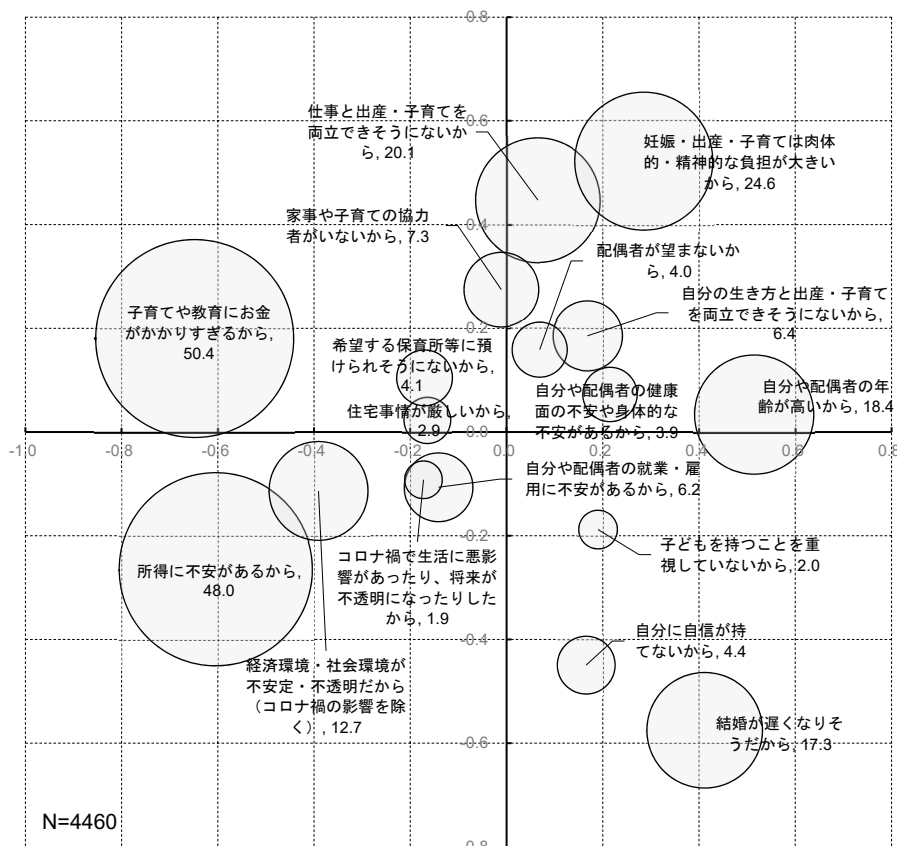 0.8
仕事と出産・子育てを
両立できそうにないか
ら, 20.1
0.6
妊娠・出産・子育ては肉体
的・精神的な負担が大きい
から, 24.6
家事や子育ての協力
者がいないから, 7.3
0.4
配偶者が望まないか
ら, 4.0
自分の生き方と出産・子育て
を両立できそうにないから,
6.4
子育てや教育にお金
がかかりすぎるから,
50.4
0.2
希望する保育所等に預
けられそうにないから,
4.1
住宅事情が厳しいから,
2.9
自分や配偶者の健康
面の不安や身体的な
不安があるから, 3.9
自分や配偶者の年
齢が高いから, 18.4
0.0
-1.0
-0.8
-0.6
-0.4
-0.2
0.0
0.2
0.4
0.6
0.8
自分や配偶者の就業・雇
用に不安があるから, 6.2
-0.2
子どもを持つことを重
視していないから, 2.0
所得に不安があるから,
48.0
コロナ禍で生活に悪影
響があったり、将来が
不透明になったりした
から, 1.9
-0.4
自分に自信が持
てないから, 4.4
経済環境・社会環境が
不安定・不透明だから
（コロナ禍の影響を除
く）, 12.7
-0.6
結婚が遅くなりそ
うだから, 17.3
N=4460
-0.8